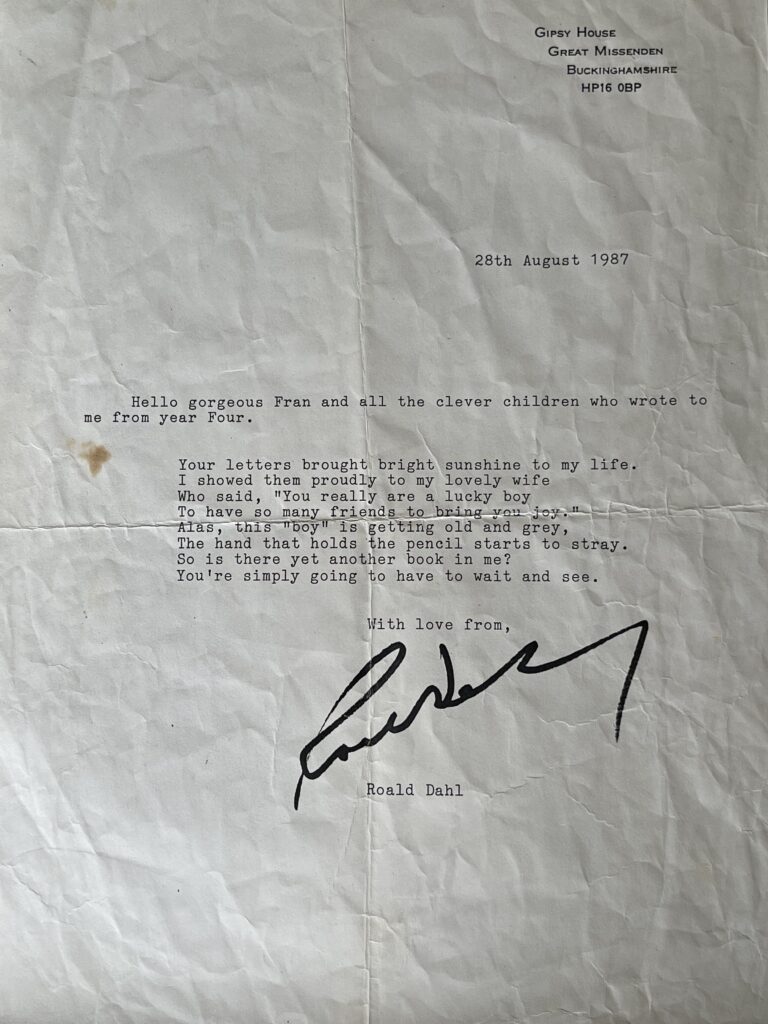 Gipsy House
Great Missenden
Buckinghamshire
HP16 0BP
28th August 1987
Hello gorgeous Fran and all the clever children who wrote to
me from year Four.
Your letters brought bright sunshine to my life.
I showed them proudly to my lovely wife
Who said, "You really are a lucky boy
To have so many friends to bring you joy."
Alas, this "boy" is getting old and grey,
The hand that holds the pencil starts to stray.
So is there yet another book in me?
You're simply going to have to wait and see.
With love from,
Roald Dahl
Roald Dahl